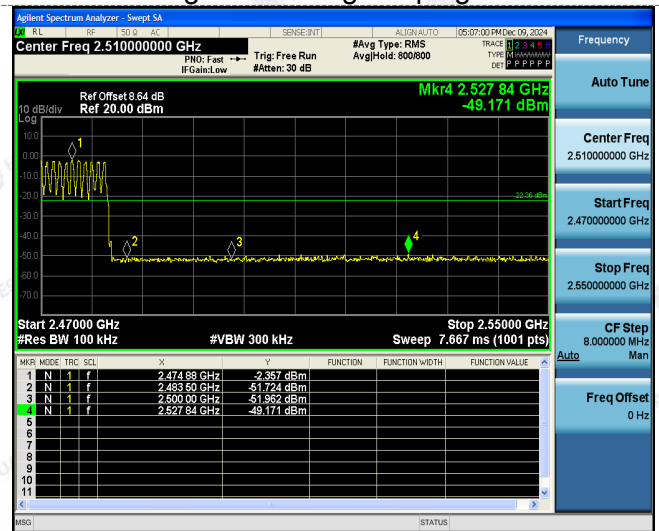 Agilent Spectrum Analyzer - Swept SA
RL RF 50 Ω AC SENSE:INT ALIGN AUTO 05:07:00 PM Dec 09, 2024
Center Freq 2.510000000 GHz
PNO: Fast
IFGain:Low
Trig: Free Run
#Atten: 30 dB
#Avg Type: RMS
Avg|Hold: 800/800
TRACE 1 2 3 4 5 6
TYPE M
DET P P P P P P
Mkr4 2.527 84 GHz
-49.171 dBm
Ref Offset 8.64 dB
10 dB/div Ref 20.00 dBm
Log
10.0
0.00
-10.0
-20.0
-30.0
-40.0
-50.0
-60.0
-70.0
1
2
3
4
-22.36 dBm
Start 2.47000 GHz Stop 2.55000 GHz
#Res BW 100 kHz #VBW 300 kHz Sweep 7.667 ms (1001 pts)
MKR MODE TRC SCL X Y FUNCTION FUNCTION WIDTH FUNCTION VALUE
1 N 1 f 2.474 88 GHz -2.357 dBm
2 N 1 f 2.483 50 GHz -51.724 dBm
3 N 1 f 2.500 00 GHz -51.962 dBm
4 N 1 f 2.527 84 GHz -49.171 dBm
5
6
7
8
9
10
11
MSG STATUS
Frequency
Auto Tune
Center Freq
2.510000000 GHz
Start Freq
2.470000000 GHz
Stop Freq
2.550000000 GHz
CF Step
8.000000 MHz
Auto Man
Freq Offset
0 Hz